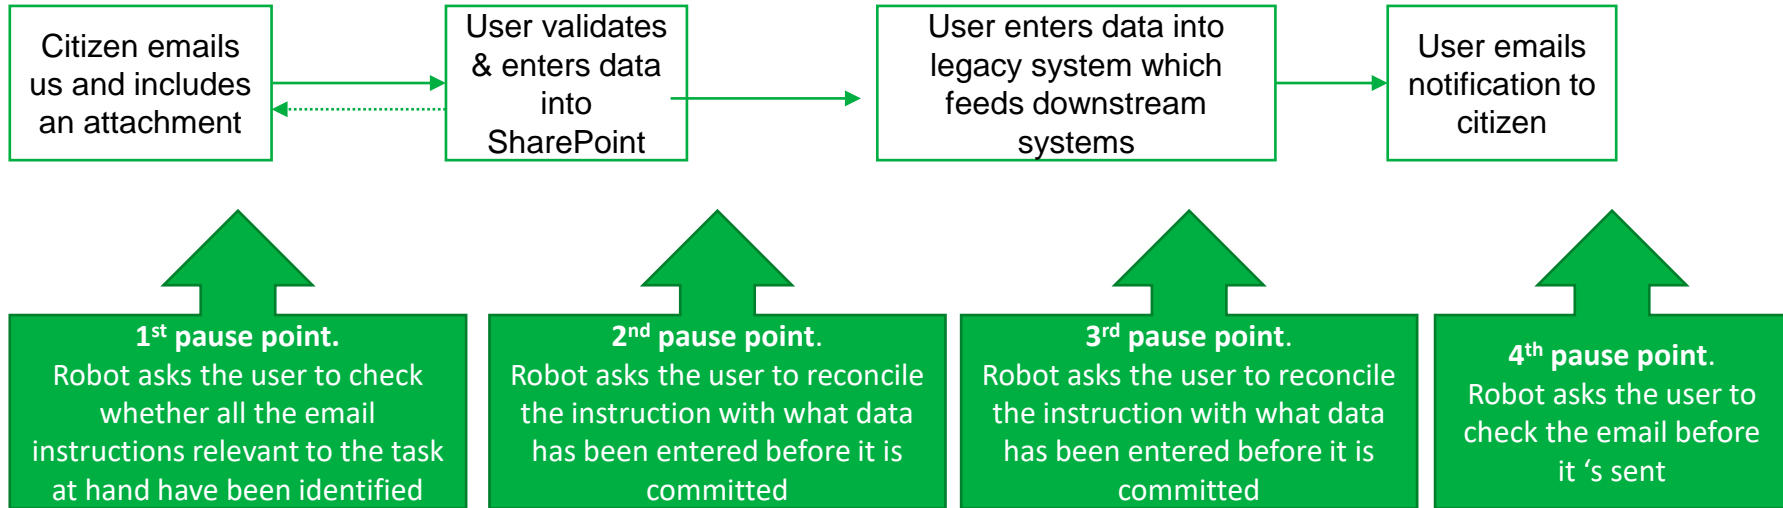 Citizen emails
us and includes
an attachment
User validates
& enters data
into
SharePoint
User enters data into
legacy system which
feeds downstream
systems
User emails
notification to
citizen
1st pause point.
Robot asks the user to check
whether all the email
instructions relevant to the task
at hand have been identified
2nd pause point.
Robot asks the user to reconcile
the instruction with what data
has been entered before it is
committed
3rd pause point.
Robot asks the user to reconcile
the instruction with what data
has been entered before it is
committed
4th pause point.
Robot asks the user to
check the email before
it ‘s sent